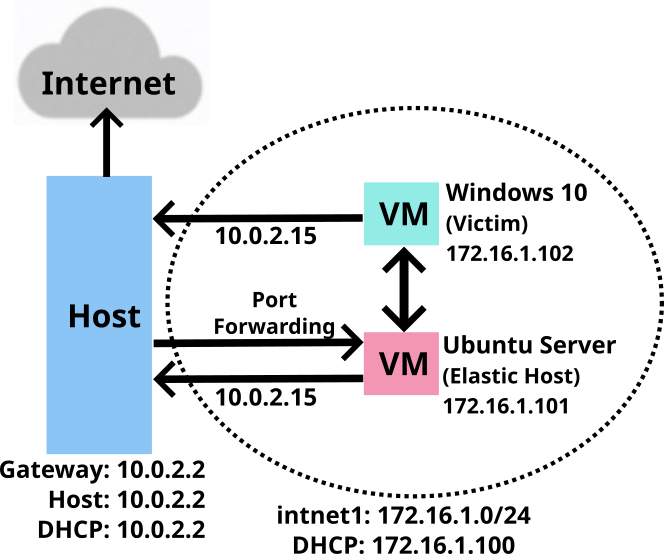 Internet
Windows 10
VM
(Victim)
10.0.2.15
172.16.1.102
Port
Host
Forwarding
Ubuntu Server
VM
(Elastic Host)
10.0.2.15
172.16.1.101
Gateway: 10.0.2.2
Host: 10.0.2.2
DHCP: 10.0.2.2
intnet1: 172.16.1.0/24
DHCP: 172.16.1.100